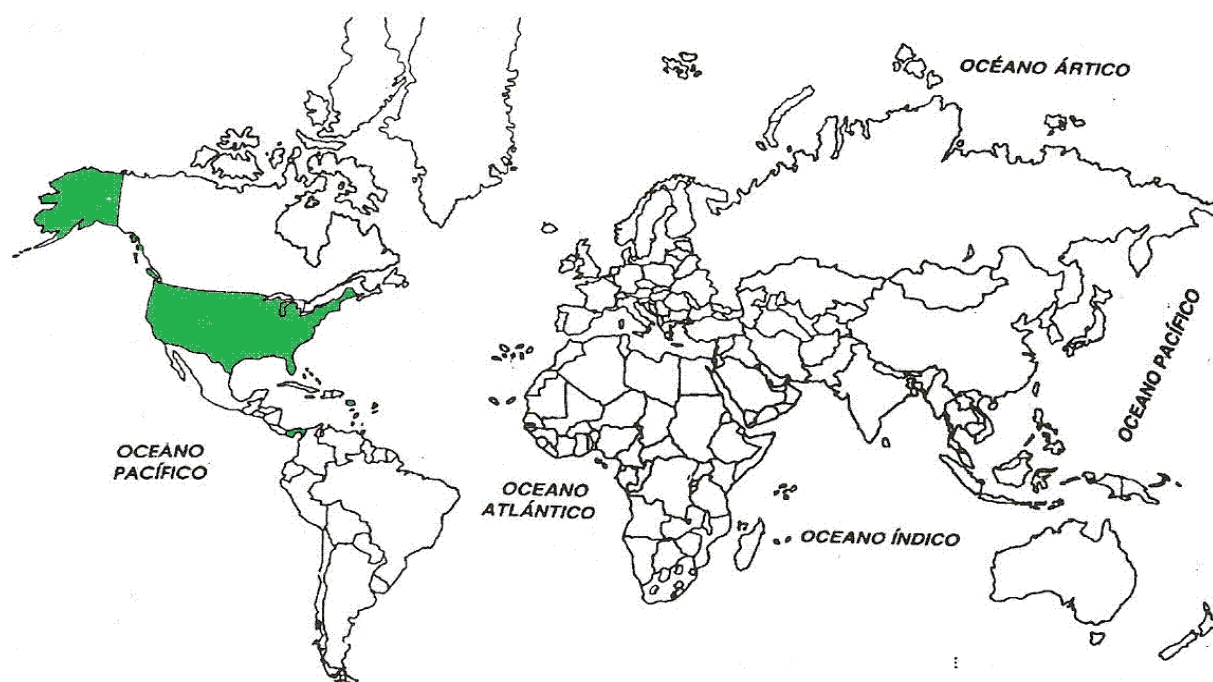 OCÉANO ÁRTICO
OCEANO PACÍFICO
OCEANO
PACÍFICO
OCEANO
ATLÁNTICO
OCEANO ÍNDICO